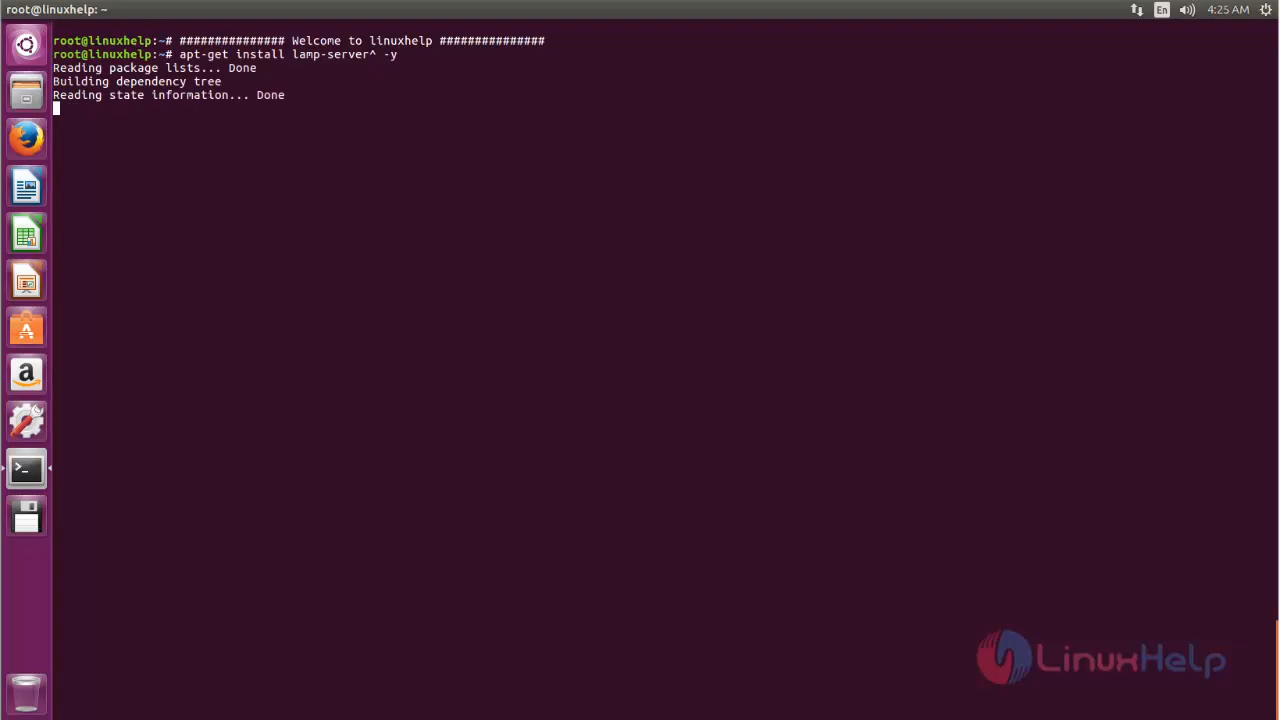 root@linuxhelp: ~
En
4:25 AM
root@linuxhelp:~# ############### Welcome to linuxhelp ###############
root@linuxhelp:~# apt-get install lamp-server^ -y
Reading package lists... Done
Building dependency tree
Reading state information... Done
LinuxHelp